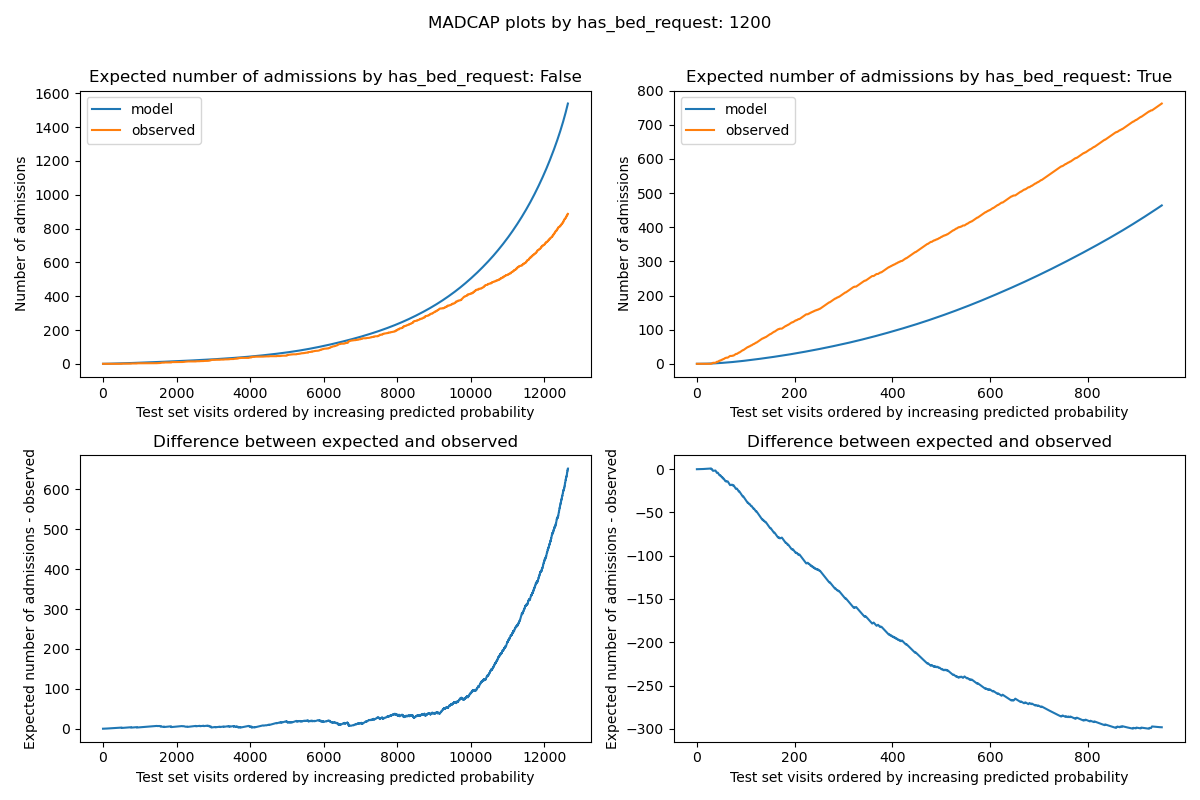 MADCAP plots by has_bed_request: 1200
Expected number of admissions by has_bed_request: False
Number of admissions
1600
1400
1200
1000
800
600
400
200
0
model
observed
0 2000 4000 6000 8000 10000 12000
Test set visits ordered by increasing predicted probability
Expected number of admissions by has_bed_request: True
Number of admissions
800
700
600
500
400
300
200
100
0
model
observed
0 200 400 600 800
Test set visits ordered by increasing predicted probability
Difference between expected and observed
Expected number of admissions - observed
600
500
400
300
200
100
0
0 2000 4000 6000 8000 10000 12000
Test set visits ordered by increasing predicted probability
Difference between expected and observed
Expected number of admissions - observed
0
−50
−100
−150
−200
−250
−300
0 200 400 600 800
Test set visits ordered by increasing predicted probability